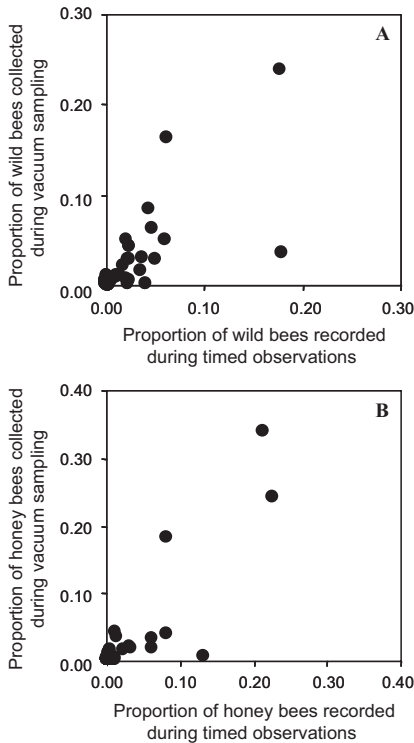 A
0.30
0.20
0.10
0.00
0.00 0.10 0.20 0.30
Proportion of wild bees collected
during vacuum sampling
Proportion of wild bees recorded
during timed observations
B
0.40
0.30
0.20
0.10
0.00
0.00 0.10 0.20 0.30 0.40
Proportion of honey bees collected
during vacuum sampling
Proportion of honey bees recorded
during timed observations